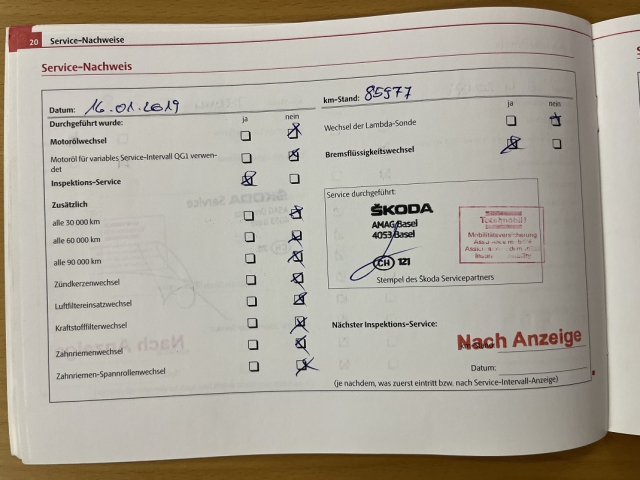 20 Service-Nachweise
Service-Nachweis
Datum: 16.01.2019
km-Stand: 85977
Durchgeführt wurde: ja nein
Motorölwechsel
Motoröl für variables Service-Intervall QG1 verwen-
det
Inspektions-Service
Zusätzlich
alle 30 000 km
alle 60 000 km
alle 90 000 km
Zündkerzenwechsel
Luftfiltereinsatzwechsel
Kraftstofffilterwechsel
Zahnriemenwechsel
Zahnriemen-Spannrollenwechsel
ja nein
Wechsel der Lambda-Sonde
Bremsflüssigkeitswechsel
Service durchgeführt:
ŠKODA
AMAG Basel
4053 Basel
CH 121
Totalmobil!
Mobilitätsversicherung
Stempel des Škoda Servicepartners
Nächster Inspektions-Service:
Nach Anzeige
Datum:
(je nachdem, was zuerst eintritt bzw. nach Service-Intervall-Anzeige)